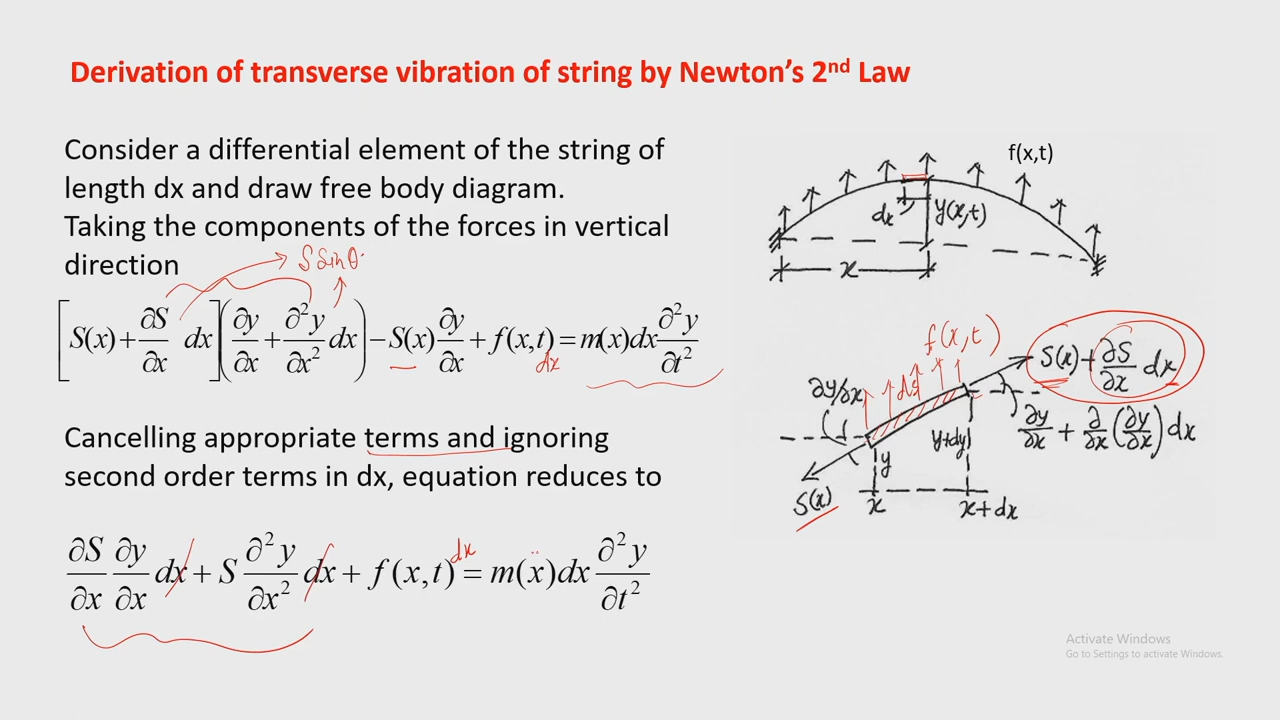 Derivation of transverse vibration of string by Newton's 2nd Law
Consider a differential element of the string of
length dx and draw free body diagram.
Taking the components of the forces in vertical
direction
S sinθ
[S(x) + ∂S/∂x dx](∂y/∂x + ∂²y/∂x² dx) − S(x) ∂y/∂x + f(x,t) = m(x)dx ∂²y/∂t²
dx
Cancelling appropriate terms and ignoring
second order terms in dx, equation reduces to
dx
∂S/∂x ∂y/∂x dx + S ∂²y/∂x² dx + f(x,t) = m(x)dx ∂²y/∂t²
f(x,t)
dx
y(x,t)
x
f(x,t)
S(x) + ∂S/∂x dx
∂y/∂x
∂y/∂x + ∂/∂x (∂y/∂x) dx
y+dy
y
S(x)
x
x+dx
Activate Windows
Go to Settings to activate Windows.